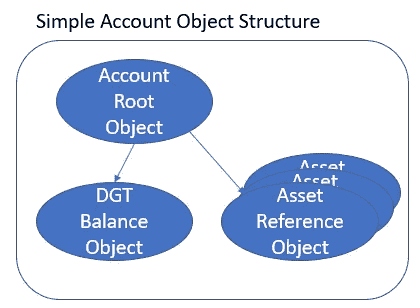 Simple Account Object Structure
Account
Root
Object
DGT
Balance
Object
Asset
Asset
Asset
Reference
Object